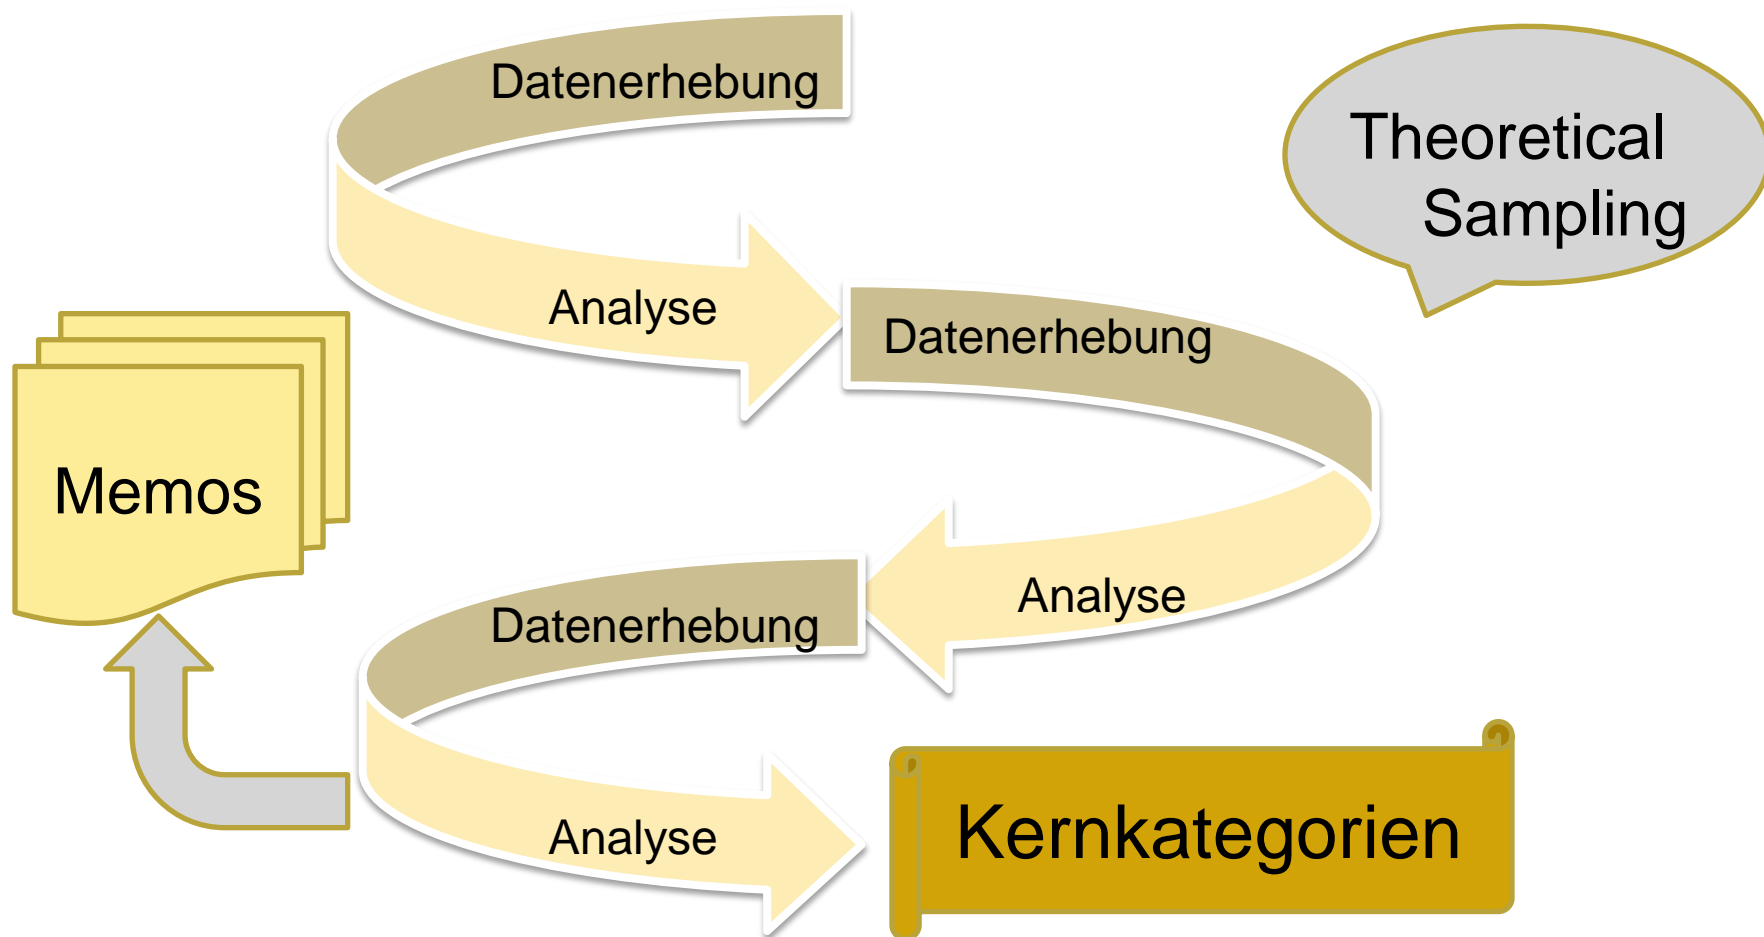 Datenerhebung
Theoretical
Sampling
Analyse
Datenerhebung
Memos
Analyse
Datenerhebung
Analyse
Kernkategorien